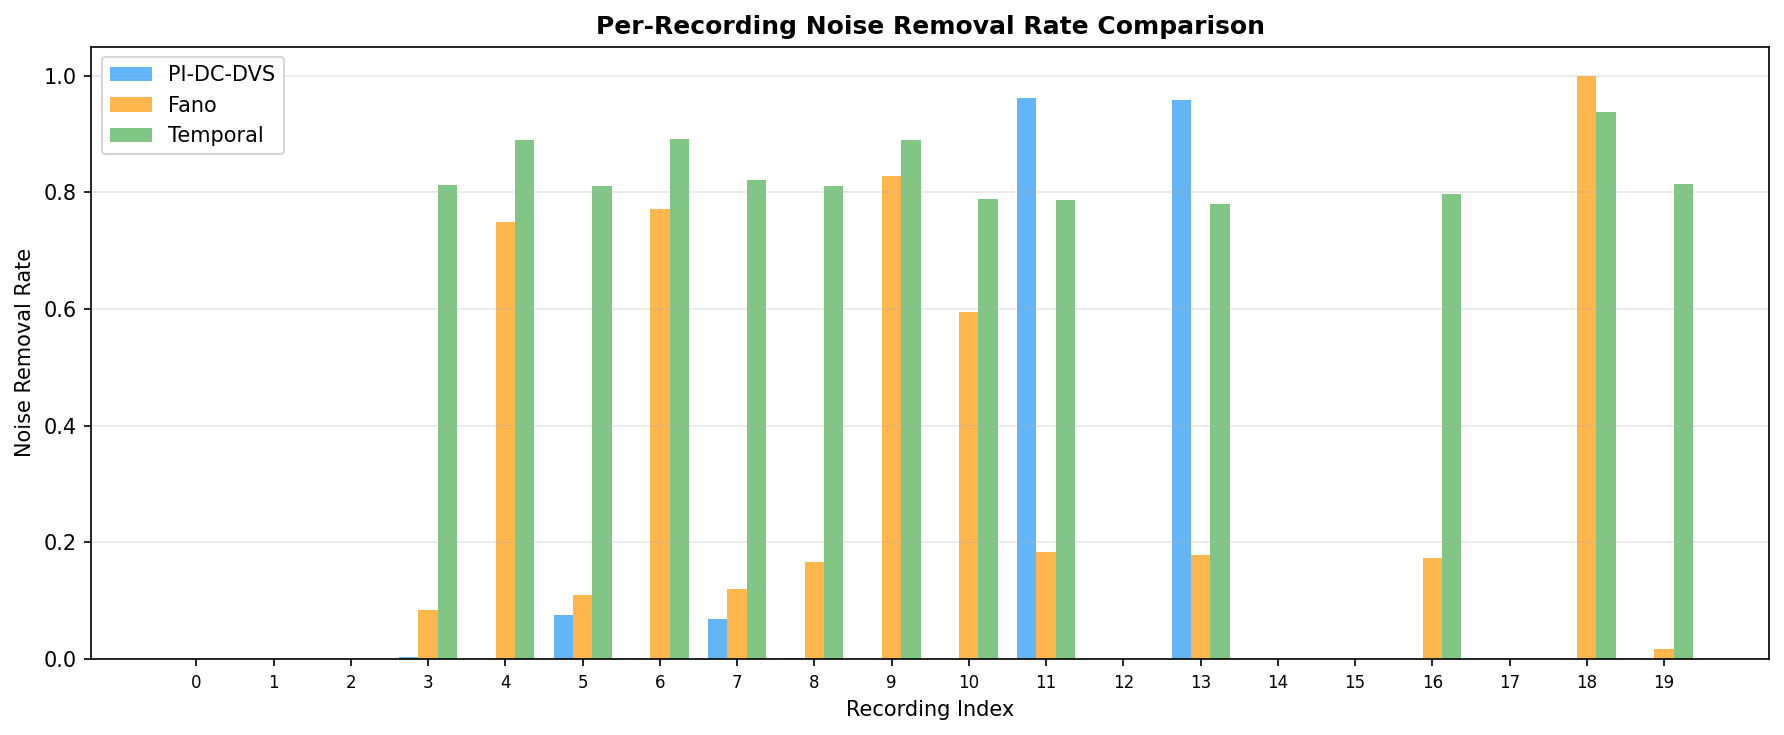 Per-Recording Noise Removal Rate Comparison
PI-DC-DVS
Fano
Temporal
Noise Removal Rate
1.0
0.8
0.6
0.4
0.2
0.0
0 1 2 3 4 5 6 7 8 9 10 11 12 13 14 15 16 17 18 19
Recording Index